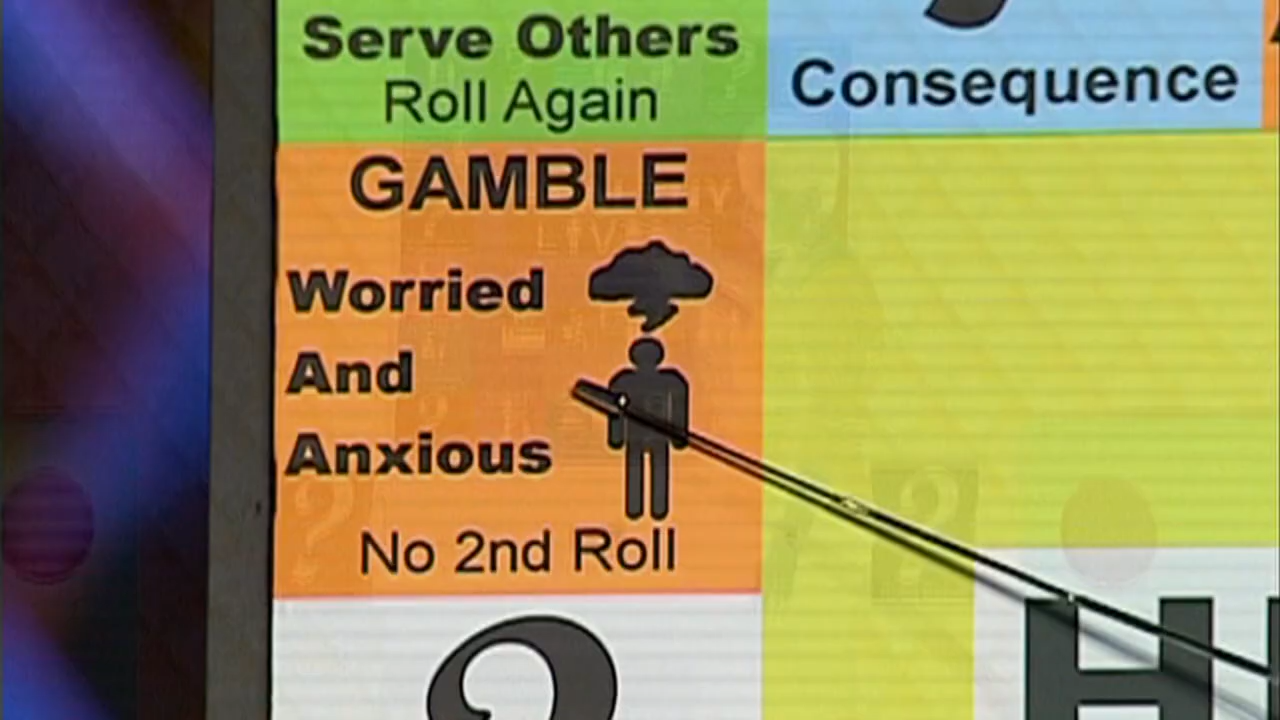 Serve Others
Roll Again
Consequence
GAMBLE
Worried
And
Anxious
No 2nd Roll
?
H